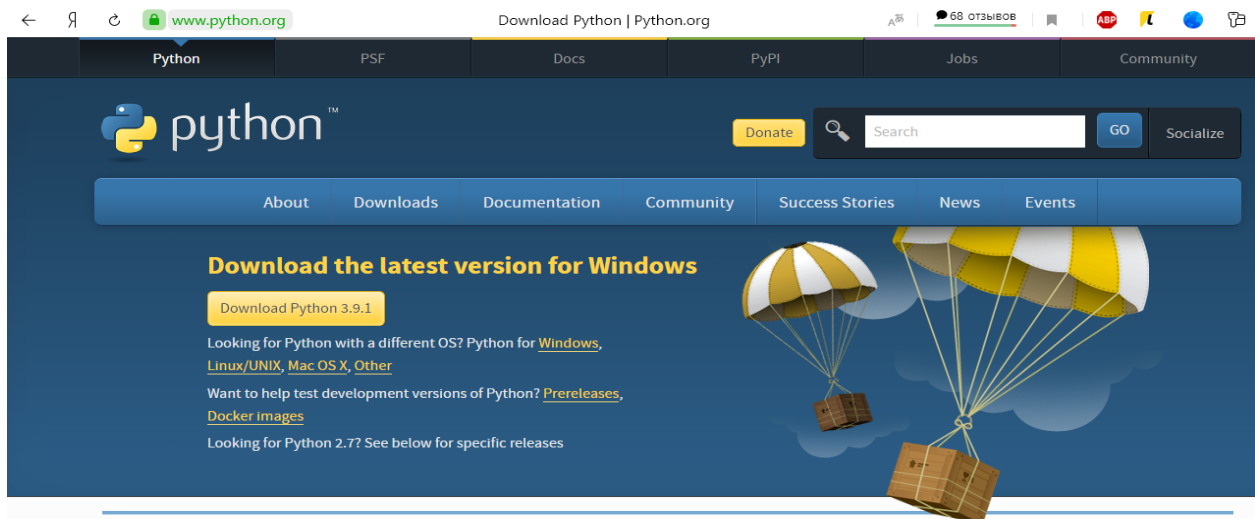 Я www.python.org Download Python | Python.org 68 отзывов ABP
Python PSF Docs PyPI Jobs Community
python™
Donate Search GO Socialize
About Downloads Documentation Community Success Stories News Events
Download the latest version for Windows
Download Python 3.9.1
Looking for Python with a different OS? Python for Windows,
Linux/UNIX, Mac OS X, Other
Want to help test development versions of Python? Prereleases,
Docker images
Looking for Python 2.7? See below for specific releases